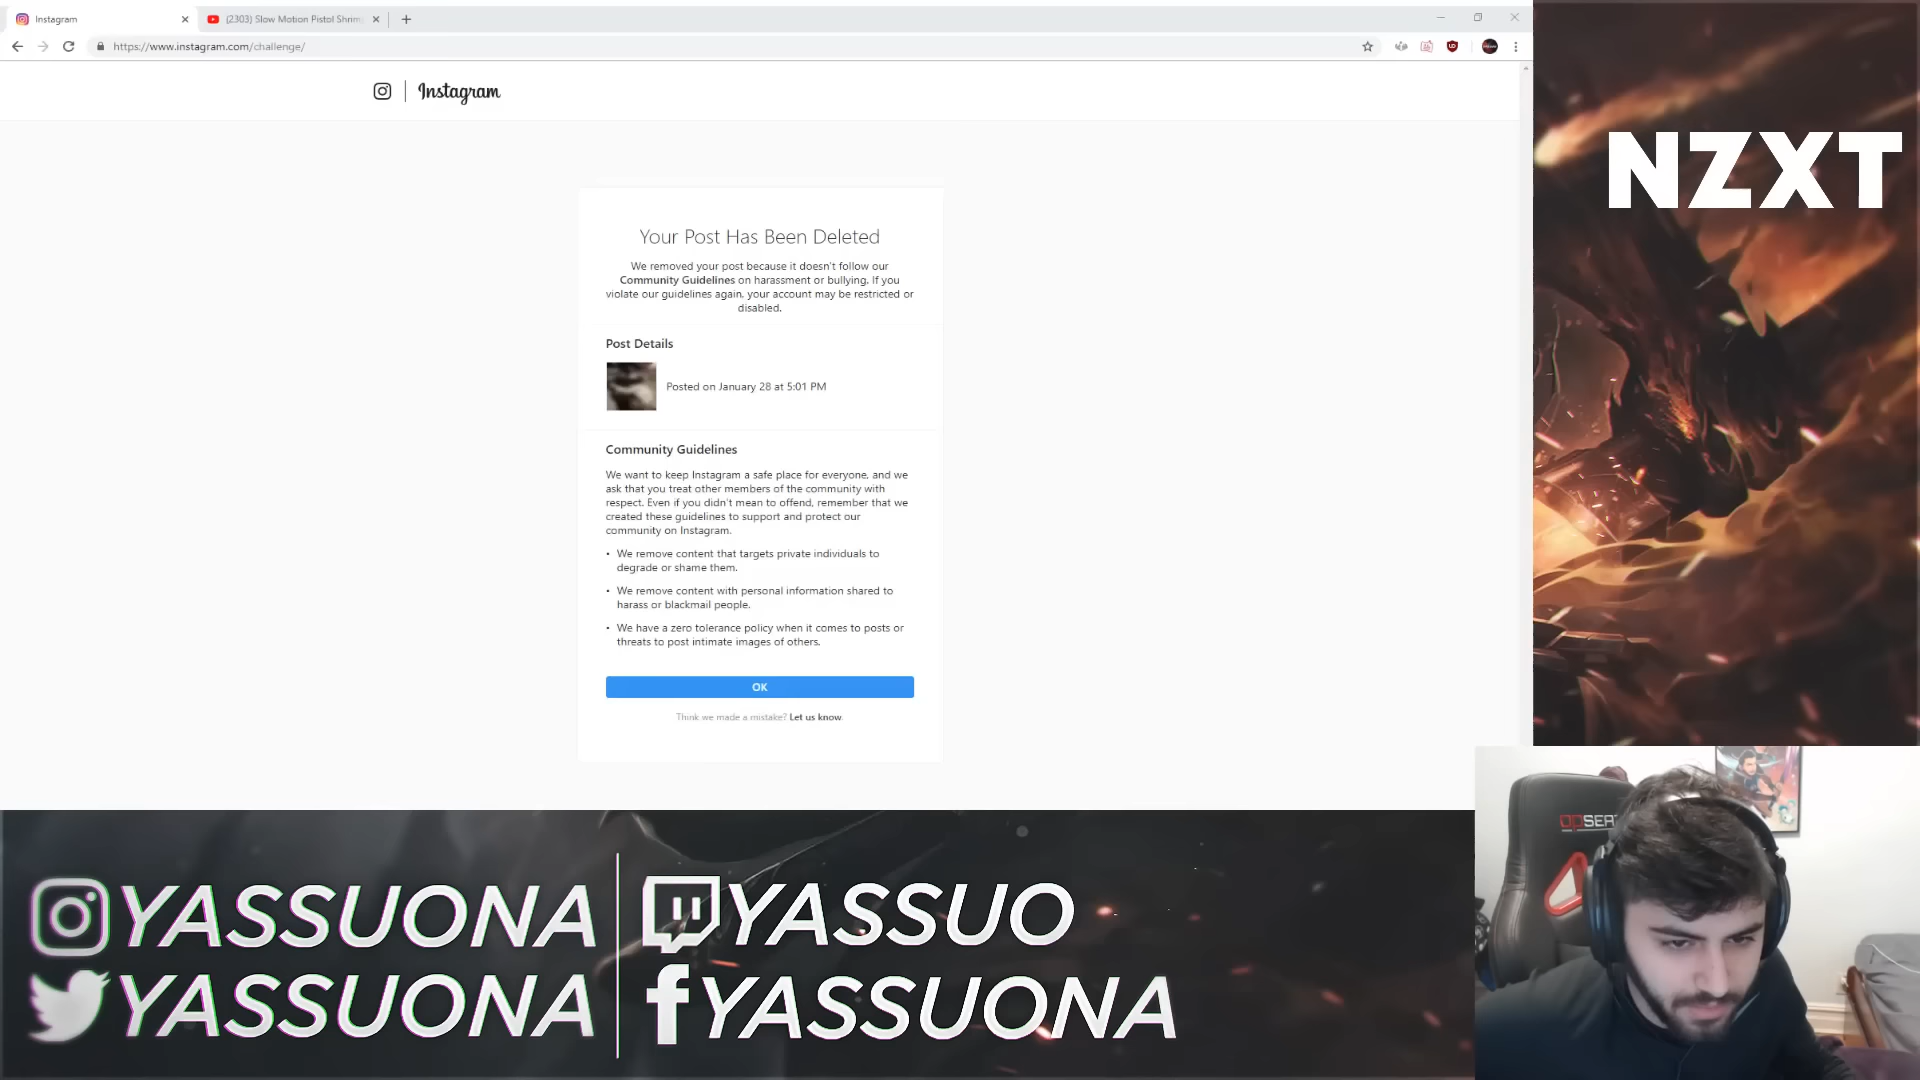 Instagram
(2303) Slow Motion Pistol Shrim
https://www.instagram.com/challenge/
Instagram
NZXT
Your Post Has Been Deleted
We removed your post because it doesn't follow our
Community Guidelines on harassment or bullying. If you
violate our guidelines again, your account may be restricted or
disabled.
Post Details
Posted on January 28 at 5:01 PM
Community Guidelines
We want to keep Instagram a safe place for everyone, and we
ask that you treat other members of the community with
respect. Even if you didn't mean to offend, remember that we
created these guidelines to support and protect our
community on Instagram.
• We remove content that targets private individuals to
degrade or shame them.
• We remove content with personal information shared to
harass or blackmail people.
• We have a zero tolerance policy when it comes to posts or
threats to post intimate images of others.
OK
Think we made a mistake? Let us know.
OPSEA
YASSUONA
YASSUO
YASSUONA
YASSUONA